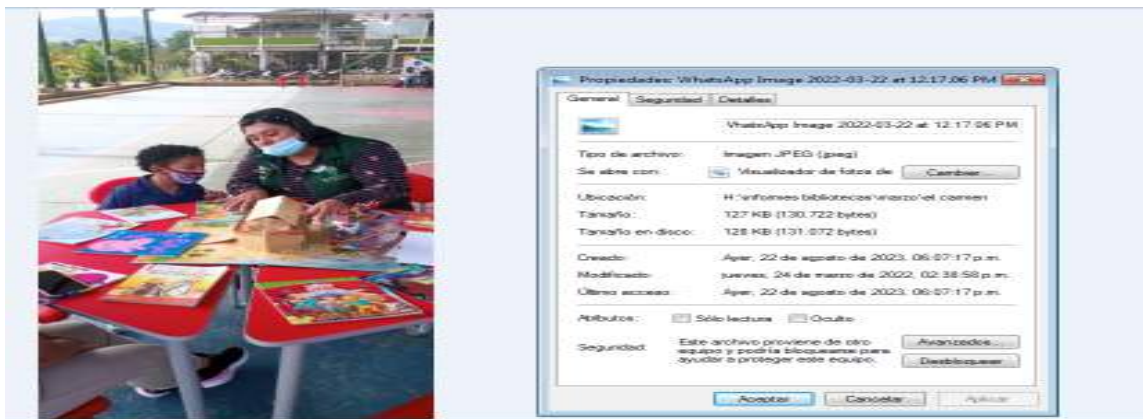 Propiedades: WhatsApp Image 2022-03-22 at 12.17.06 PM
General Seguridad Detalles
WhatsApp Image 2022-03-22 at 12.17.06 PM
Tipo de archivo: Imagen JPEG (.jpeg)
Se abre con: Visualizador de fotos de Cambiar...
Ubicación: H:\informes bibliotecas\marzo\el carmen
Tamaño: 127 KB (130.722 bytes)
Tamaño en disco: 128 KB (131.072 bytes)
Creado: Ayer, 22 de agosto de 2023, 06:07:17 p.m.
Modificado: jueves, 24 de marzo de 2022, 02:38:58 p.m.
Último acceso: Ayer, 22 de agosto de 2023, 06:07:17 p.m.
Atributos: Sólo lectura Oculto Avanzados...
Seguridad: Este archivo proviene de otro
equipo y podría bloquearse para
ayudar a proteger este equipo. Desbloquear
Aceptar Cancelar Aplicar